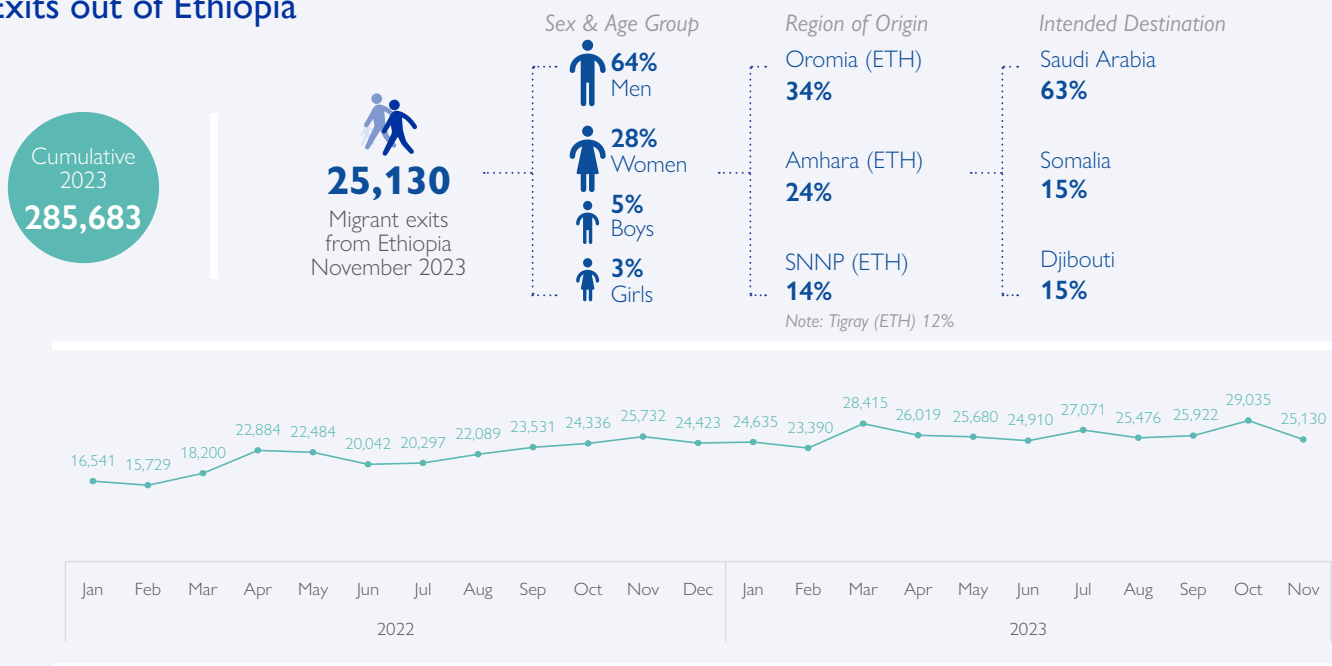 Exits out of Ethiopia
Cumulative
2023
285,683
25,130
Migrant exits
from Ethiopia
November 2023
Sex & Age Group
64%
Men
28%
Women
5%
Boys
3%
Girls
Region of Origin
Oromia (ETH)
34%
Amhara (ETH)
24%
SNNP (ETH)
14%
Note: Tigray (ETH) 12%
Intended Destination
Saudi Arabia
63%
Somalia
15%
Djibouti
15%
16,541 15,729 18,200 22,884 22,484 20,042 20,297 22,089 23,531 24,336 25,732 24,423 24,635 23,390 28,415 26,019 25,680 24,910 27,071 25,476 25,922 29,035 25,130
Jan Feb Mar Apr May Jun Jul Aug Sep Oct Nov Dec Jan Feb Mar Apr May Jun Jul Aug Sep Oct Nov
2022 2023